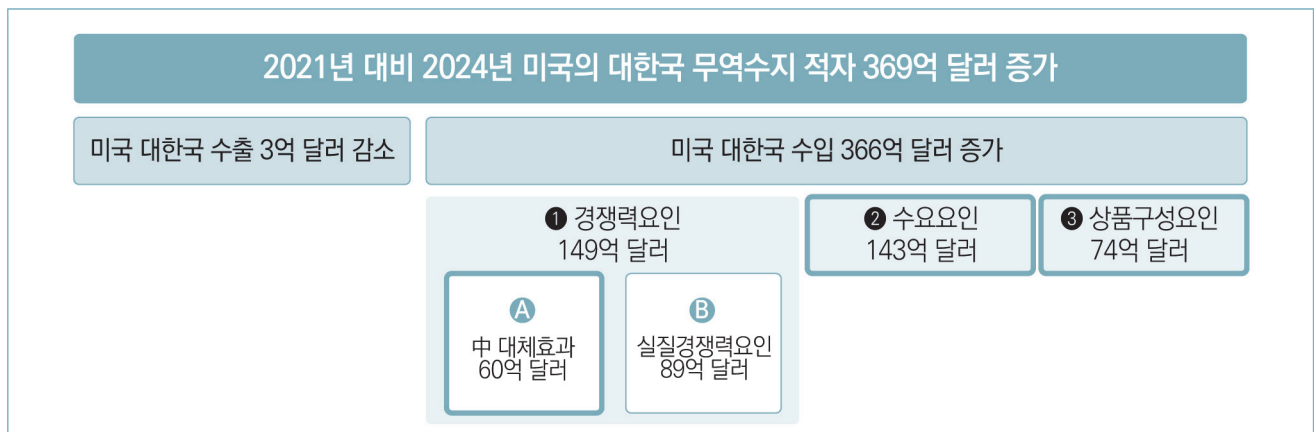 2021년 대비 2024년 미국의 대한국 무역수지 적자 369억 달러 증가
미국 대한국 수출 3억 달러 감소
미국 대한국 수입 366억 달러 증가
❶ 경쟁력요인
149억 달러
❷ 수요요인
143억 달러
❸ 상품구성요인
74억 달러
A
中 대체효과
60억 달러
B
실질경쟁력요인
89억 달러